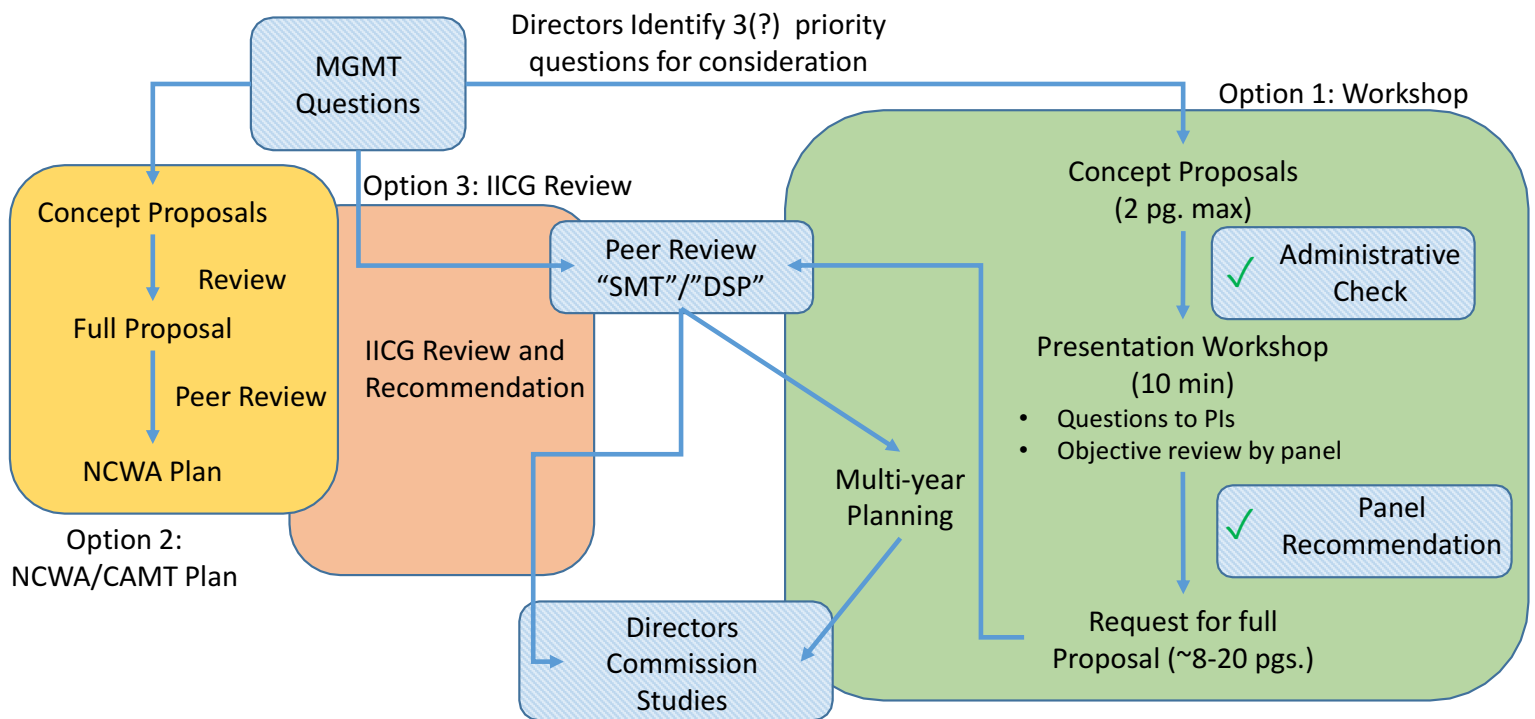 Directors Identify 3(?)  priority
questions for consideration
MGMT
Questions
Option 1: Workshop
Option 3: IICG Review
Concept Proposals
Review
Full Proposal
Peer Review
NCWA Plan
Option 2:
NCWA/CAMT Plan
IICG Review and
Recommendation
Peer Review
“SMT”/”DSP”
Multi-year
Planning
Directors
Commission
Studies
Concept Proposals
(2 pg. max)
✓ Administrative
Check
Presentation Workshop
(10 min)
• Questions to PIs
• Objective review by panel
✓ Panel
Recommendation
Request for full
Proposal (~8-20 pgs.)